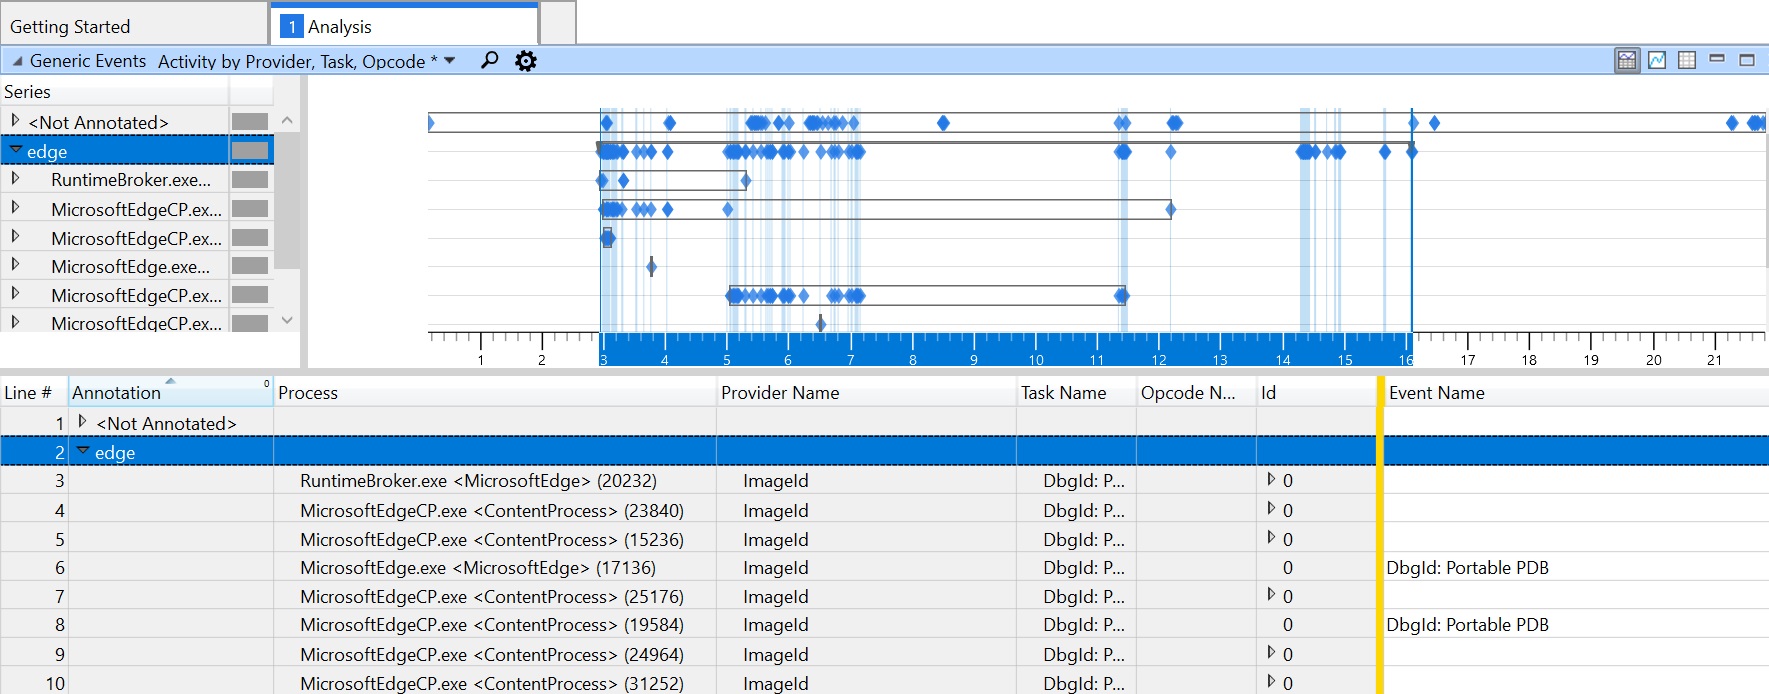 Getting Started
1 Analysis
Generic Events Activity by Provider, Task, Opcode *
Series
<Not Annotated>
edge
RuntimeBroker.exe...
MicrosoftEdgeCP.ex...
MicrosoftEdgeCP.ex...
MicrosoftEdge.exe...
MicrosoftEdgeCP.ex...
MicrosoftEdgeCP.ex...
1 2 3 4 5 6 7 8 9 10 11 12 13 14 15 16 17 18 19 20 21
Line # Annotation 0 Process Provider Name Task Name Opcode N... Id Event Name
1 <Not Annotated>
2 edge
3 RuntimeBroker.exe <MicrosoftEdge> (20232) ImageId DbgId: P... 0
4 MicrosoftEdgeCP.exe <ContentProcess> (23840) ImageId DbgId: P... 0
5 MicrosoftEdgeCP.exe <ContentProcess> (15236) ImageId DbgId: P... 0
6 MicrosoftEdge.exe <MicrosoftEdge> (17136) ImageId DbgId: P... 0 DbgId: Portable PDB
7 MicrosoftEdgeCP.exe <ContentProcess> (25176) ImageId DbgId: P... 0
8 MicrosoftEdgeCP.exe <ContentProcess> (19584) ImageId DbgId: P... 0 DbgId: Portable PDB
9 MicrosoftEdgeCP.exe <ContentProcess> (24964) ImageId DbgId: P... 0
10 MicrosoftEdgeCP.exe <ContentProcess> (31252) ImageId DbgId: P... 0